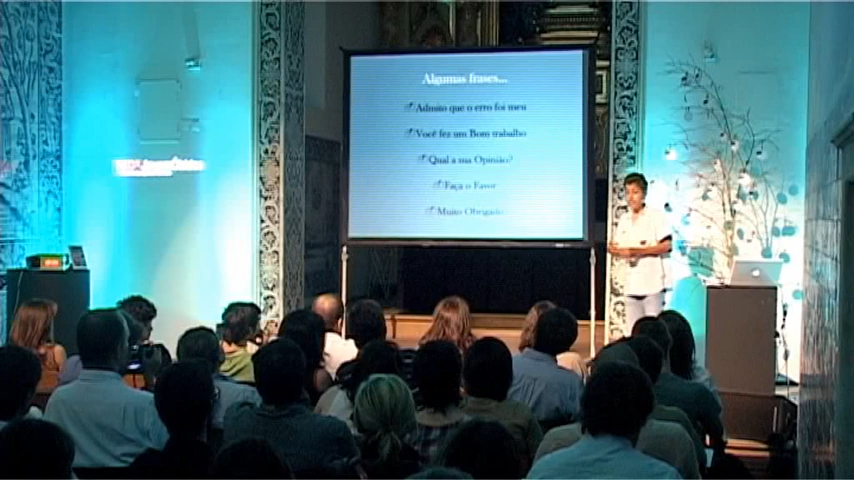 Algumas frases...
Admito que o erro foi meu
Você fez um Bom trabalho
Qual a sua Opinião?
Faça o Favor
Muito Obrigado